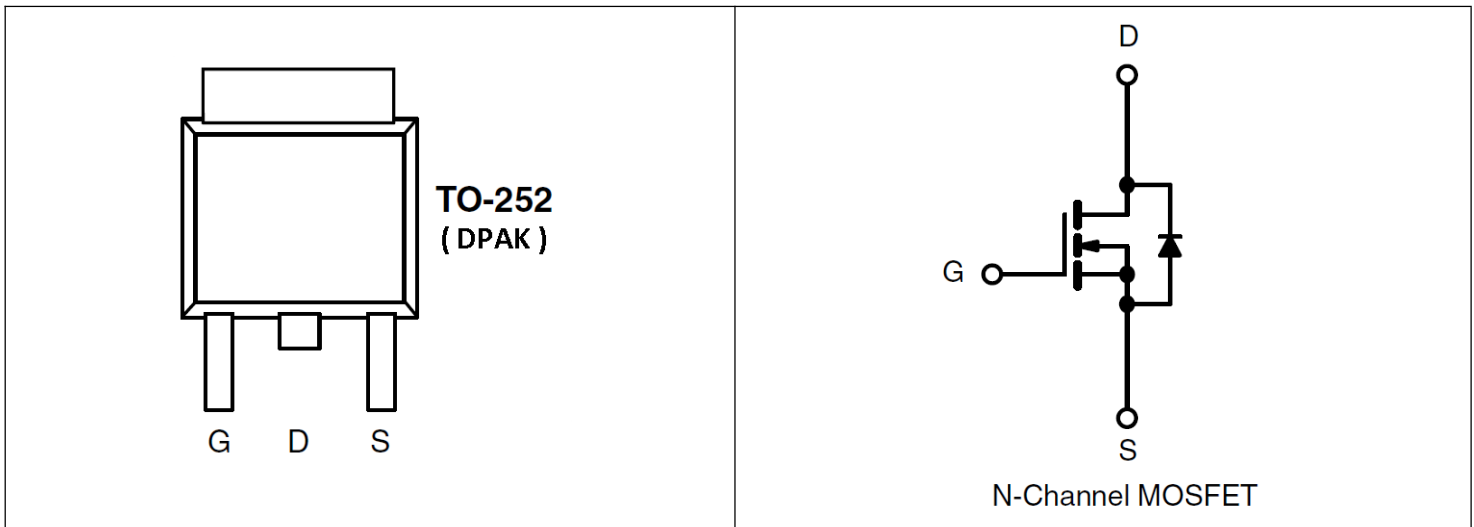 TO-252
( DPAK )
G D S
D
G
S
N-Channel MOSFET